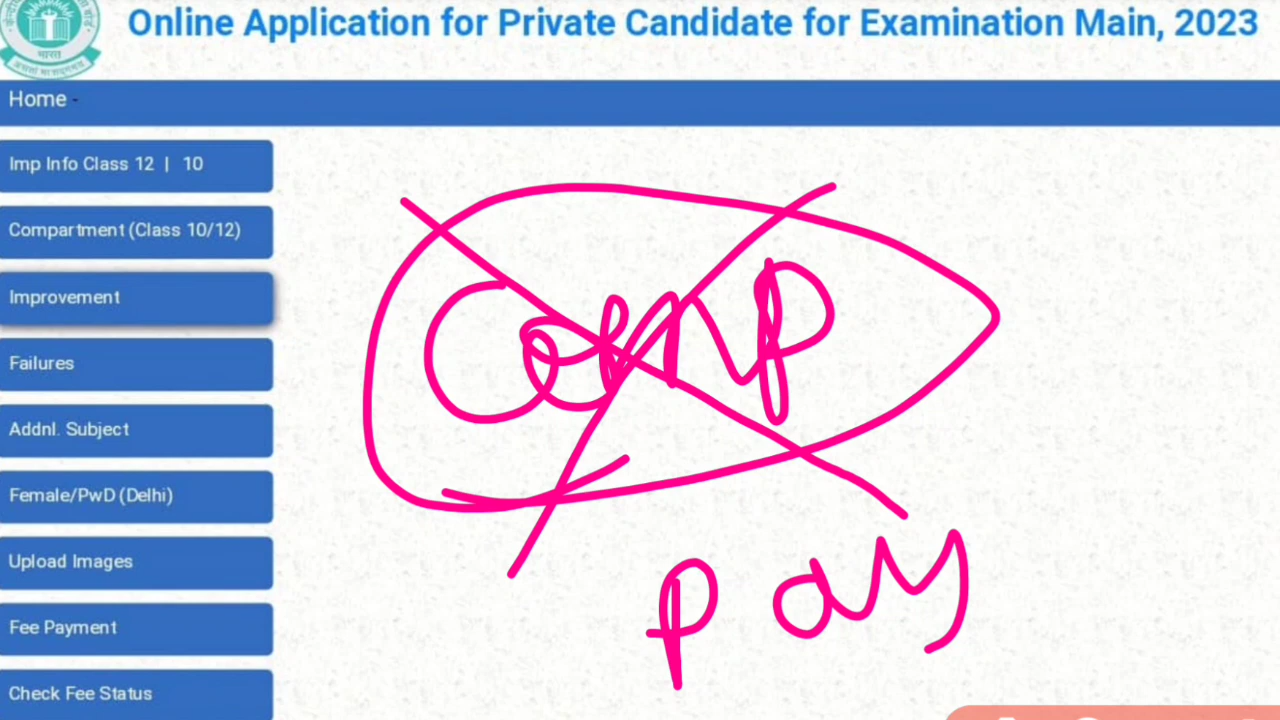 Online Application for Private Candidate for Examination Main, 2023
भारत
Home -
Imp Info Class 12 | 10
Compartment (Class 10/12)
Improvement
Failures
Addnl. Subject
Female/PwD (Delhi)
Upload Images
Fee Payment
Check Fee Status
Comp
pay